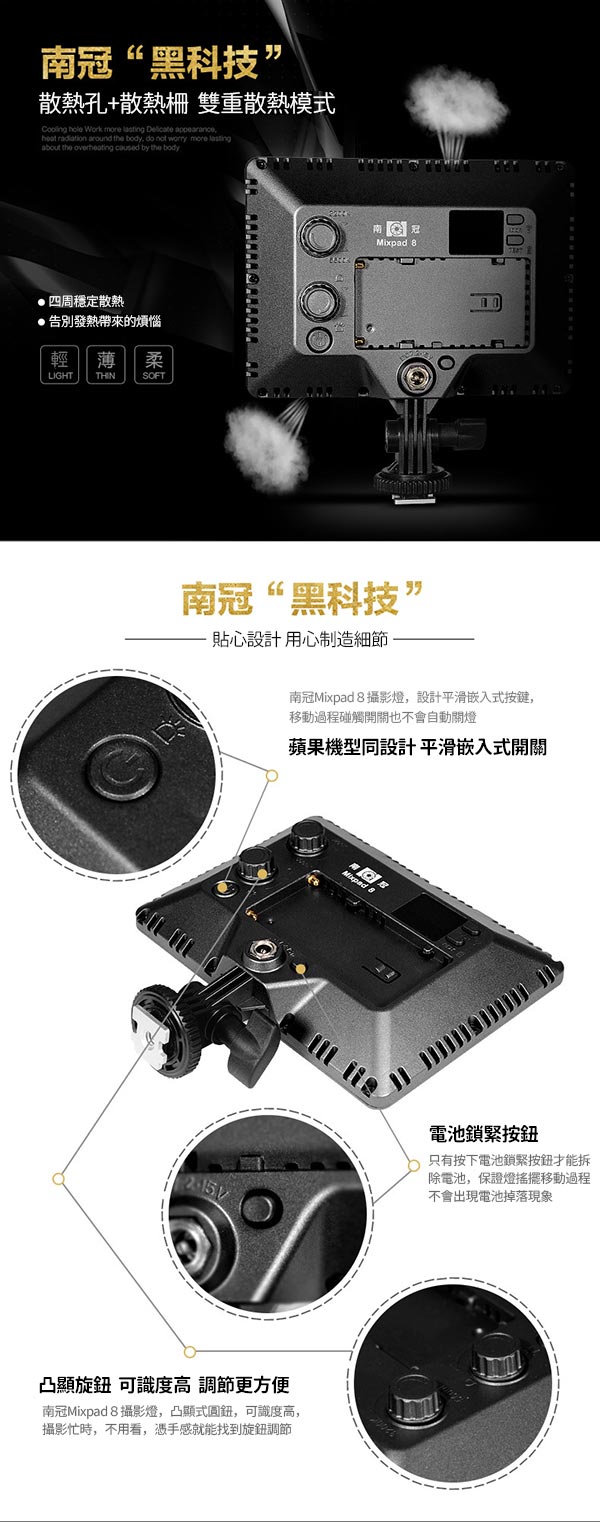 南冠“黑科技”
散熱孔+散熱柵 雙重散熱模式
Cooling hole Work more lasting Delicate appearance,
heat radiation around the body, do not worry more lasting
about the overheating caused by the body
南 冠
Mixpad 8
四周穩定散熱
告別發熱帶來的煩惱
輕 薄 柔
LIGHT THIN SOFT
南冠“黑科技”
貼心設計 用心制造細節
南冠Mixpad 8 攝影燈，設計平滑嵌入式按鍵，
移動過程碰觸開關也不會自動關燈
蘋果機型同設計 平滑嵌入式開關
南 冠
Mixpad 8
電池鎖緊按鈕
只有按下電池鎖緊按鈕才能拆
除電池，保證燈搖擺移動過程
不會出現電池掉落現象
2-15V
凸顯旋鈕 可識度高 調節更方便
南冠Mixpad 8 攝影燈，凸顯式圓鈕，可識度高，
攝影忙時，不用看，憑手感就能找到旋鈕調節